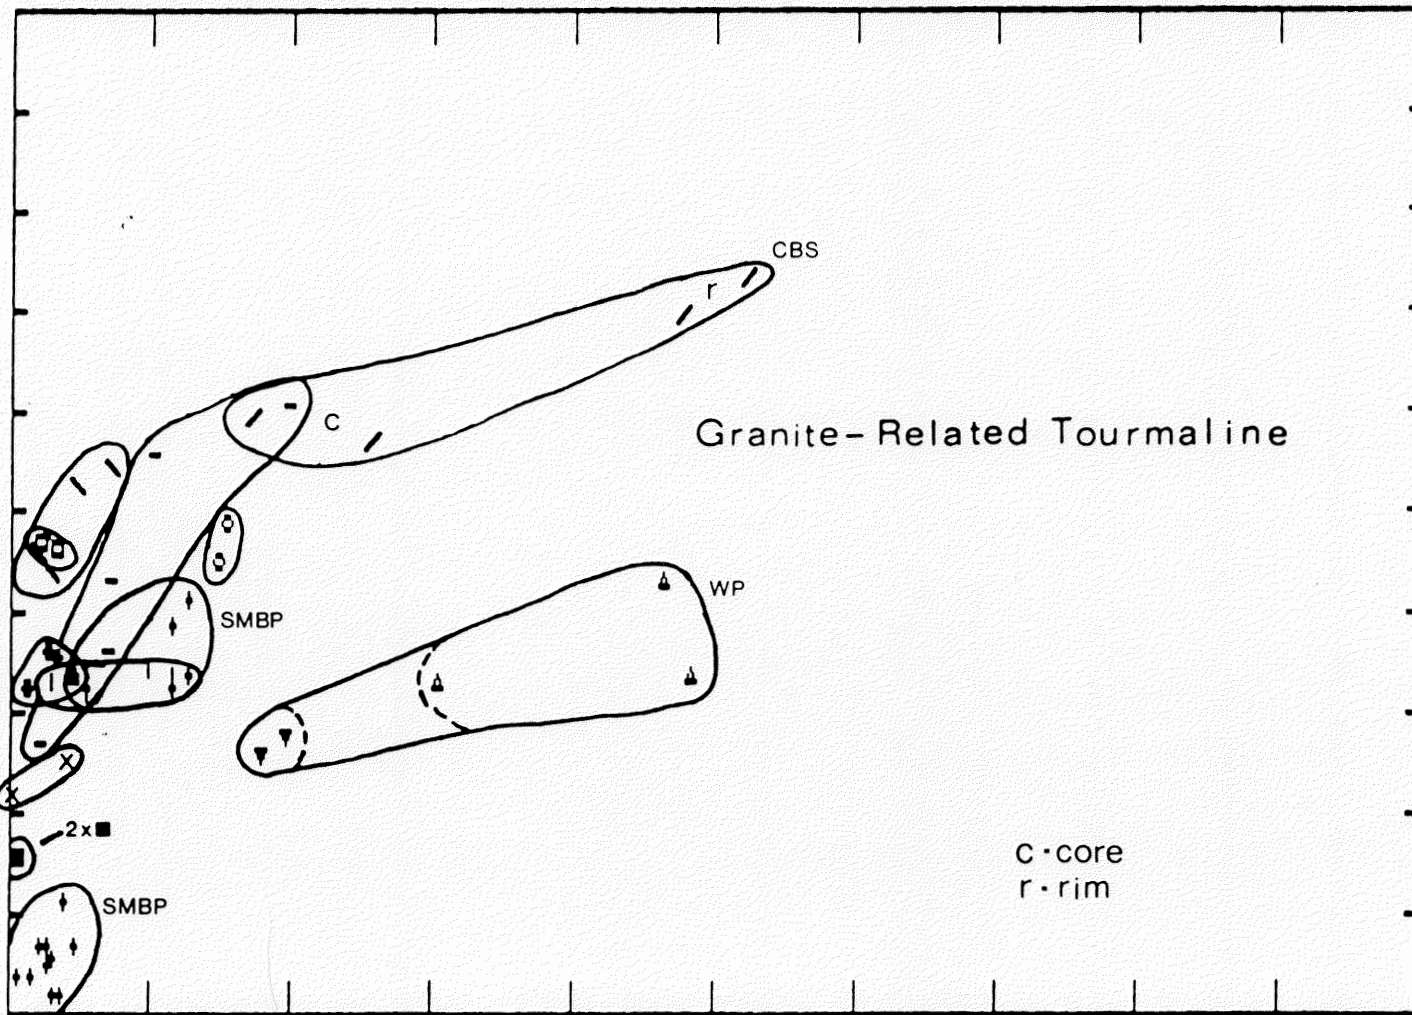 CBS
r
c
Granite-Related Tourmaline
WP
SMBP
2x■
c·core
r·rim
SMBP